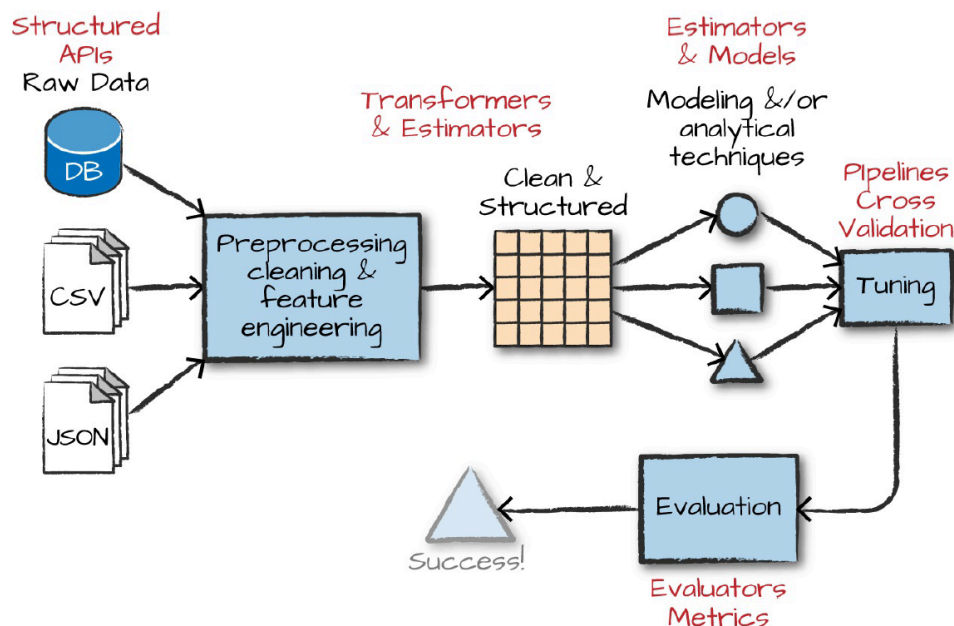 Structured
APIs
Raw Data
DB
CSV
JSON
Preprocessing
cleaning &
feature
engineering
Transformers
& Estimators
Clean &
Structured
Estimators
& Models
Modeling &/or
analytical
techniques
PIpelines
Cross
Validation
Tuning
Evaluation
Evaluators
Metrics
Success!